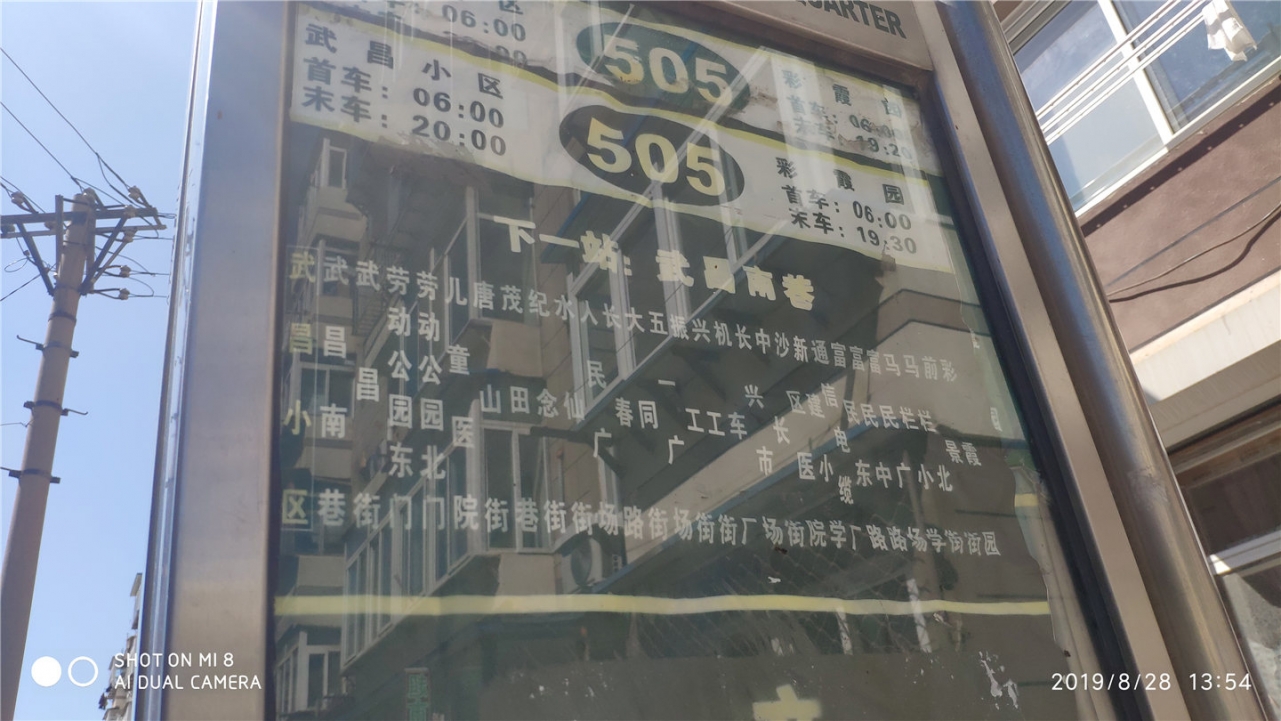 QUARTER
区
06:00
505
彩霞园
首车：06:00
末车：19:20
武昌小区
首车：06:00
末车：20:00
505
彩霞园
首车：06:00
末车：19:30
下一站：武昌南巷
武昌小区
武昌南巷
武昌街
劳动公园东门
劳动公园北门
儿童医院
唐山街
茂田巷
纪念街
水仙街
人民广场
长春路
大同街
五一广场
振工街
兴工街
机车厂
长兴市场
中长街
沙区医院
新建小学
通信电缆厂
富民东路
富民中路
富民广场
马栏小学
马栏北街
前景街
彩霞园
SHOT ON MI 8
AI DUAL CAMERA
2019/8/28 13:54